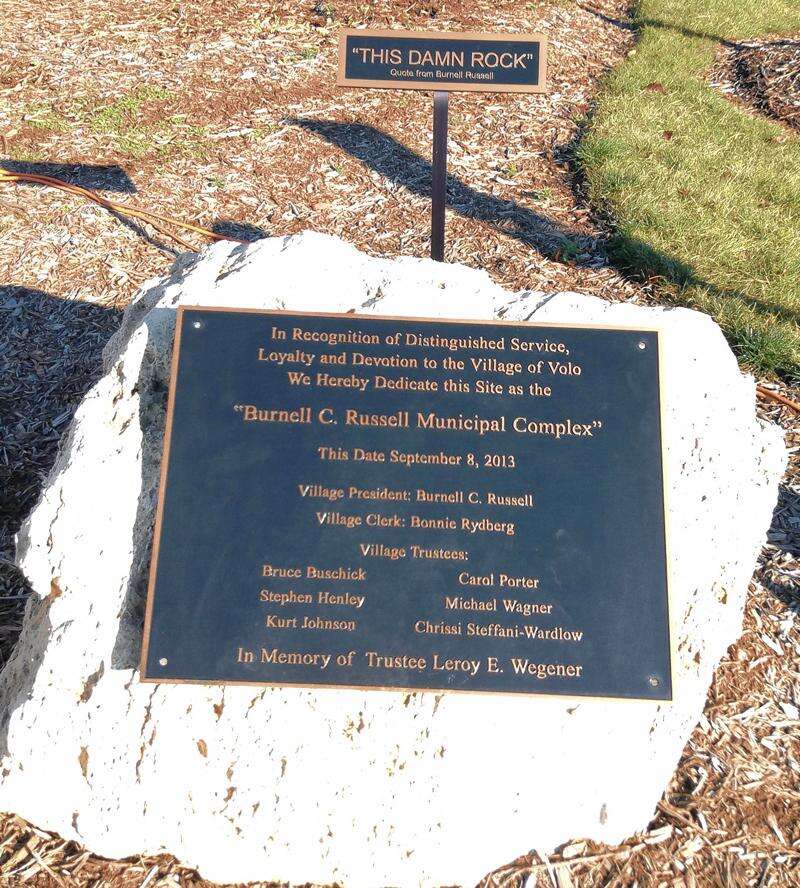 "THIS DAMN ROCK"
Quote from Burnell Russell
In Recognition of Distinguished Service,
Loyalty and Devotion to the Village of Volo
We Hereby Dedicate this Site as the
"Burnell C. Russell Municipal Complex"
This Date September 8, 2013
Village President: Burnell C. Russell
Village Clerk: Bonnie Rydberg
Village Trustees:
Bruce Buschick Carol Porter
Stephen Henley Michael Wagner
Kurt Johnson Chrissi Steffani-Wardlow
In Memory of Trustee Leroy E. Wegener